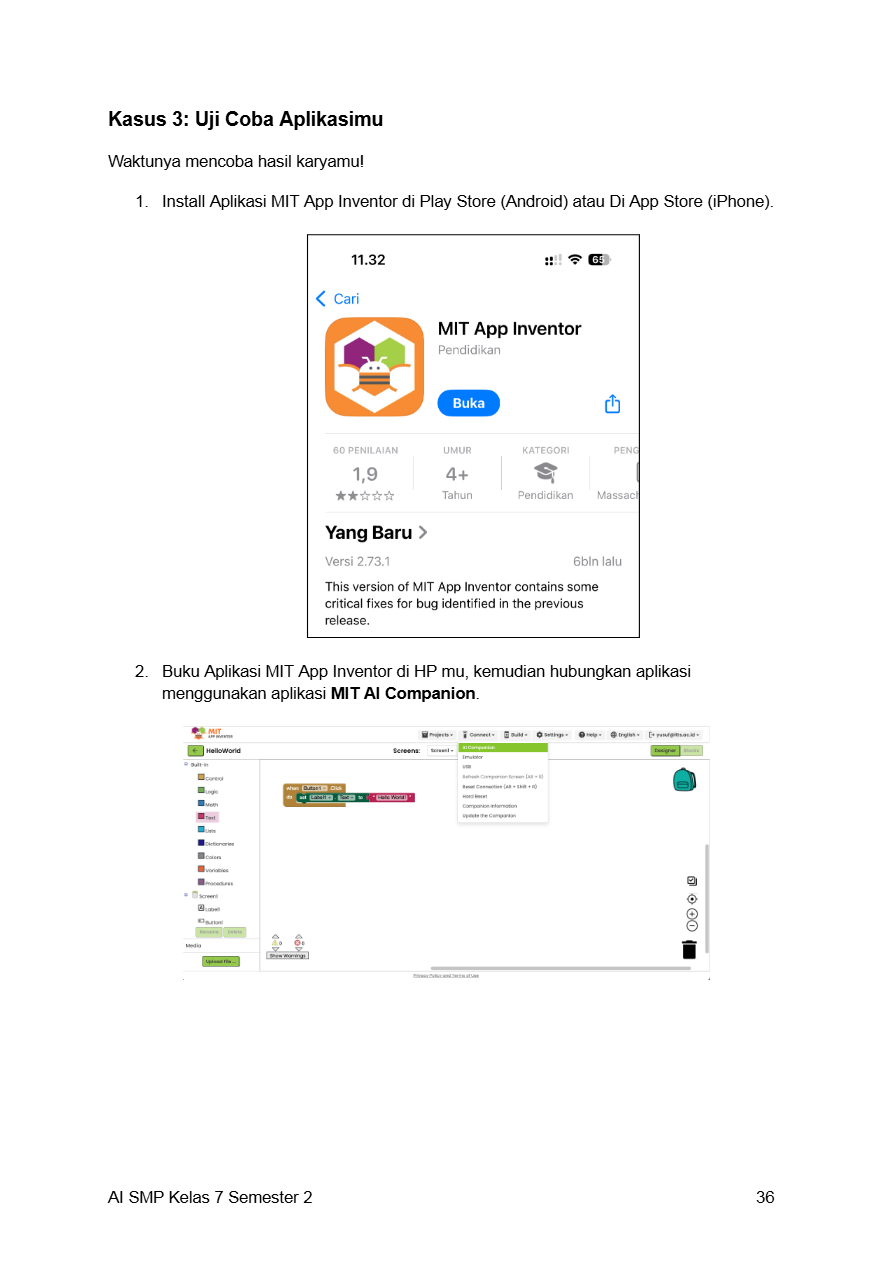 Kasus 3: Uji Coba Aplikasimu
Waktunya mencoba hasil karyamu!
1. Install Aplikasi MIT App Inventor di Play Store (Android) atau Di App Store (iPhone).
11.32
65
Cari
MIT App Inventor
Pendidikan
Buka
60 PENILAIAN UMUR KATEGORI PENG
1,9 4+
Tahun Pendidikan Massach
Yang Baru
Versi 2.73.1 6bln lalu
This version of MIT App Inventor contains some
critical fixes for bug identified in the previous
release.
2. Buku Aplikasi MIT App Inventor di HP mu, kemudian hubungkan aplikasi
menggunakan aplikasi MIT AI Companion.
MIT
APP INVENTOR
Projects Connect Build Settings Help English yusuf@itts.ac.id
HelloWorld Screens: Screen1 Designer Blocks
AI Companion
Emulator
USB
Refresh Companion Screen (Alt + R)
Reset Connection (Alt + Shift + R)
Hard Reset
Companion Information
Update the Companion
Built-in
Control
Logic
Math
Text
Lists
Dictionaries
Colors
Variables
Procedures
Screen1
Label1
Button1
Rename Delete
Media
Upload File ...
when Button1 .Click
do set Label1 . Text to " Hello World! "
0 0
Show Warnings
Privacy Policy and Terms of Use
AI SMP Kelas 7 Semester 2 36